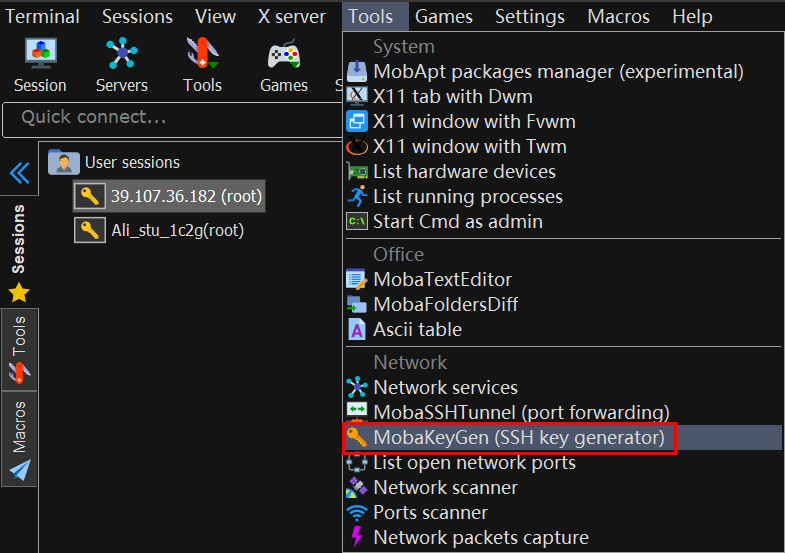 Terminal Sessions View X server Tools Games Settings Macros Help
Session Servers Tools Games S
Quick connect...
User sessions
39.107.36.182 (root)
Ali_stu_1c2g(root)
Sessions
Tools
Macros
System
MobApt packages manager (experimental)
X11 tab with Dwm
X11 window with Fvwm
X11 window with Twm
List hardware devices
List running processes
C:\
Start Cmd as admin
Office
MobaTextEditor
MobaFoldersDiff
A
Ascii table
Network
Network services
MobaSSHTunnel (port forwarding)
MobaKeyGen (SSH key generator)
List open network ports
Network scanner
Ports scanner
Network packets capture